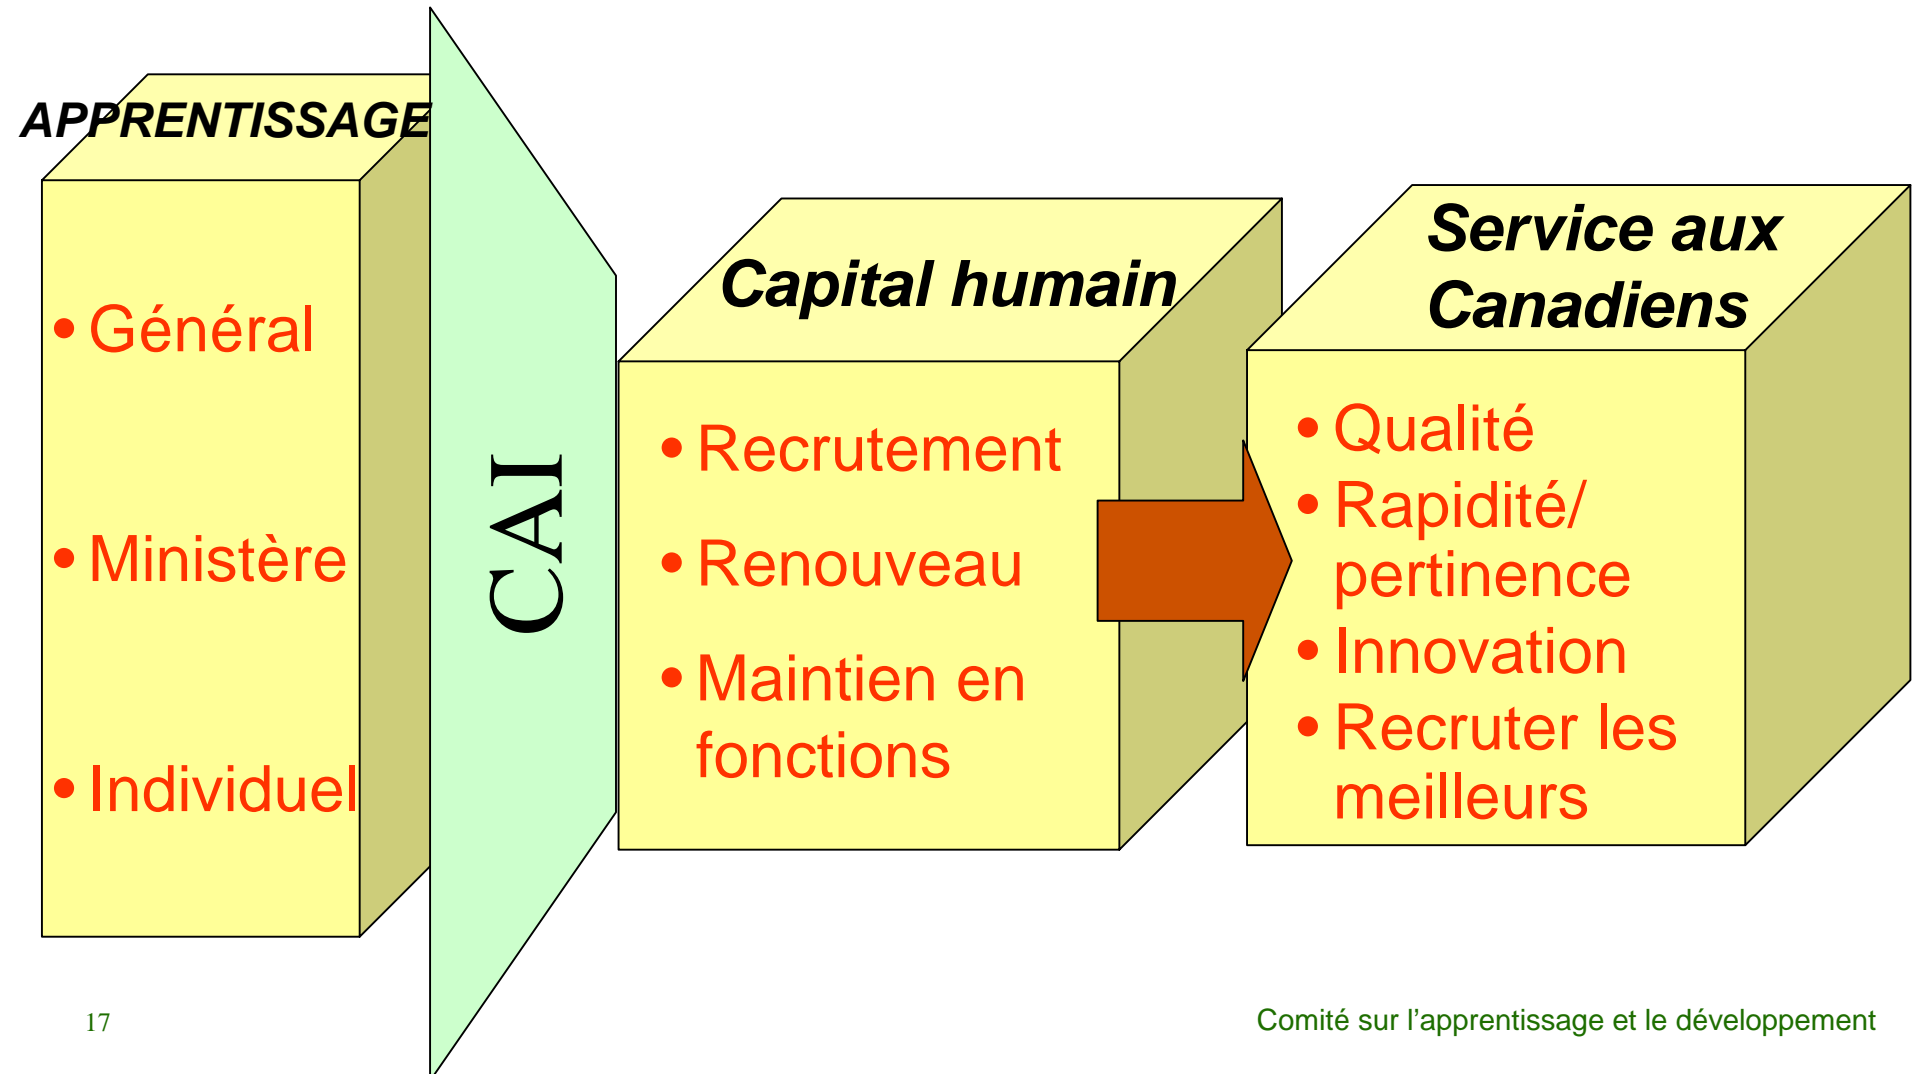 APPRENTISSAGE
• Général
• Ministère
• Individuel
CAI
Capital humain
• Recrutement
• Renouveau
• Maintien en
fonctions
Service aux
Canadiens
• Qualité
• Rapidité/
pertinence
• Innovation
• Recruter les
meilleurs
17
Comité sur l’apprentissage et le développement